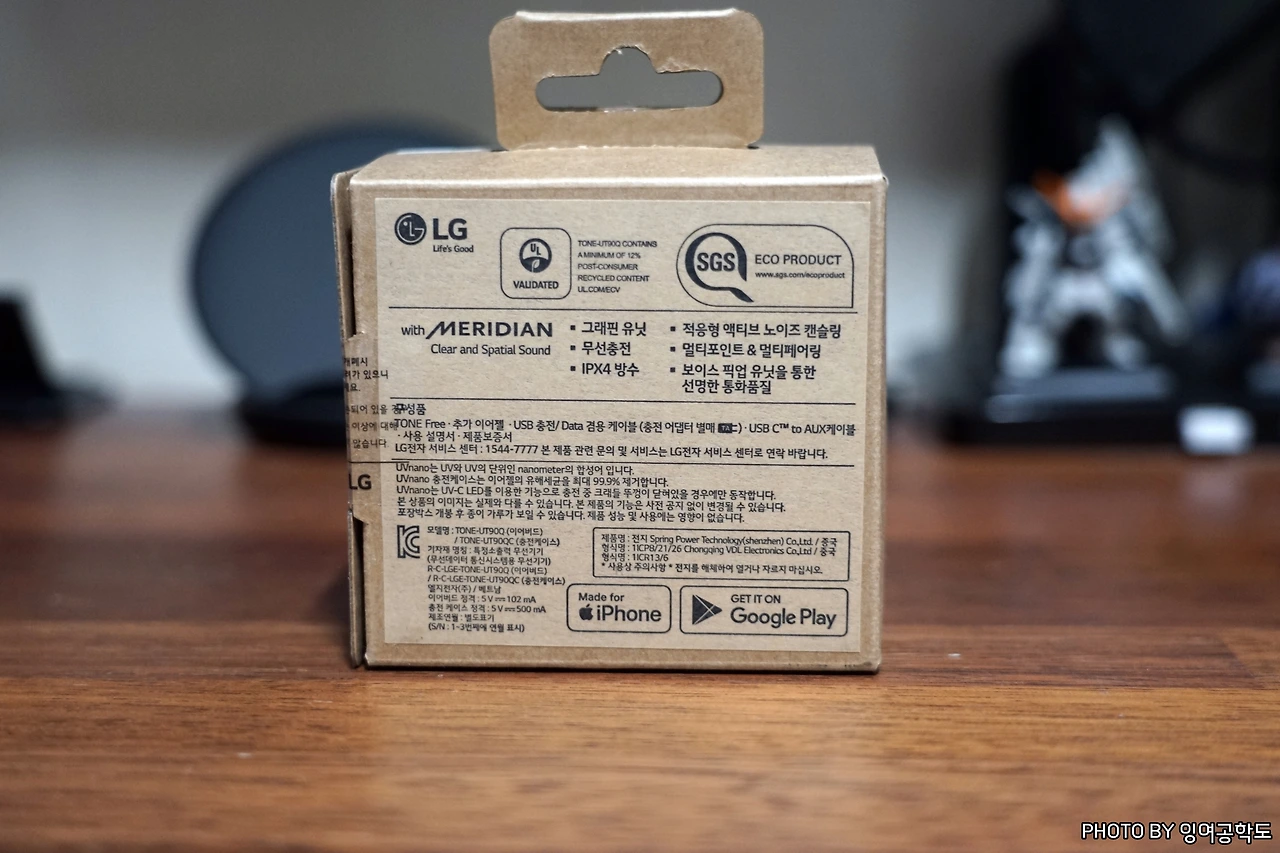 LG
Life's Good
UL
VALIDATED
TONE-UT90Q CONTAINS
A MINIMUM OF 12%
POST-CONSUMER
RECYCLED CONTENT
UL.COM/ECV
SGS
ECO PRODUCT
www.sgs.com/ecoproduct
with MERIDIAN
Clear and Spatial Sound
▪ 그래핀 유닛
▪ 무선충전
▪ IPX4 방수
▪ 적응형 액티브 노이즈 캔슬링
▪ 멀티포인트 & 멀티페어링
▪ 보이스 픽업 유닛을 통한
선명한 통화품질
구성품
TONE Free · 추가 이어젤 · USB 충전/ Data 겸용 케이블 (충전 어댑터 별매 TA) · USB C™ to AUX케이블
· 사용 설명서 · 제품보증서
LG전자 서비스 센터 : 1544-7777 본 제품 관련 문의 및 서비스는 LG전자 서비스 센터로 연락 바랍니다.
UVnano는 UV와 UV의 단위인 nanometer의 합성어 입니다.
UVnano 충전케이스는 이어젤의 유해세균을 최대 99.9% 제거합니다.
UVnano는 UV-C LED를 이용한 기능으로 충전 중 크래들 뚜껑이 닫혀있을 경우에만 동작합니다.
본 상품의 이미지는 실제와 다를 수 있습니다. 본 제품의 기능은 사전 공지 없이 변경될 수 있습니다.
포장박스 개봉 후 종이 가루가 보일 수 있습니다. 제품 성능 및 사용에는 영향이 없습니다.
모델명 : TONE-UT90Q (이어버드)
/ TONE-UT90QC (충전케이스)
기자재 명칭 : 특정소출력 무선기기
(무선데이터 통신시스템용 무선기기)
R-C-LGE-TONE-UT90Q (이어버드)
/ R-C-LGE-TONE-UT90QC (충전케이스)
엘지전자(주) / 베트남
이어버드 정격 : 5 V ⎓ 102 mA
충전 케이스 정격 : 5 V ⎓ 500 mA
제조연월 : 별도표기
(S/N : 1~3번째에 연월 표시)
제품명 : 전지 Spring Power Technology(shenzhen) Co.,Ltd. / 중국
형식명 : 1ICP8/21/26 Chongqing VDL Electronics Co.,Ltd / 중국
형식명 : 1ICR13/6
* 사용상 주의사항 * 전지를 해체하여 열거나 자르지 마십시오.
Made for
iPhone
GET IT ON
Google Play
가 있으니
되어 있을
이상에 대해
많습니다.
LG
PHOTO BY 잉여공학도